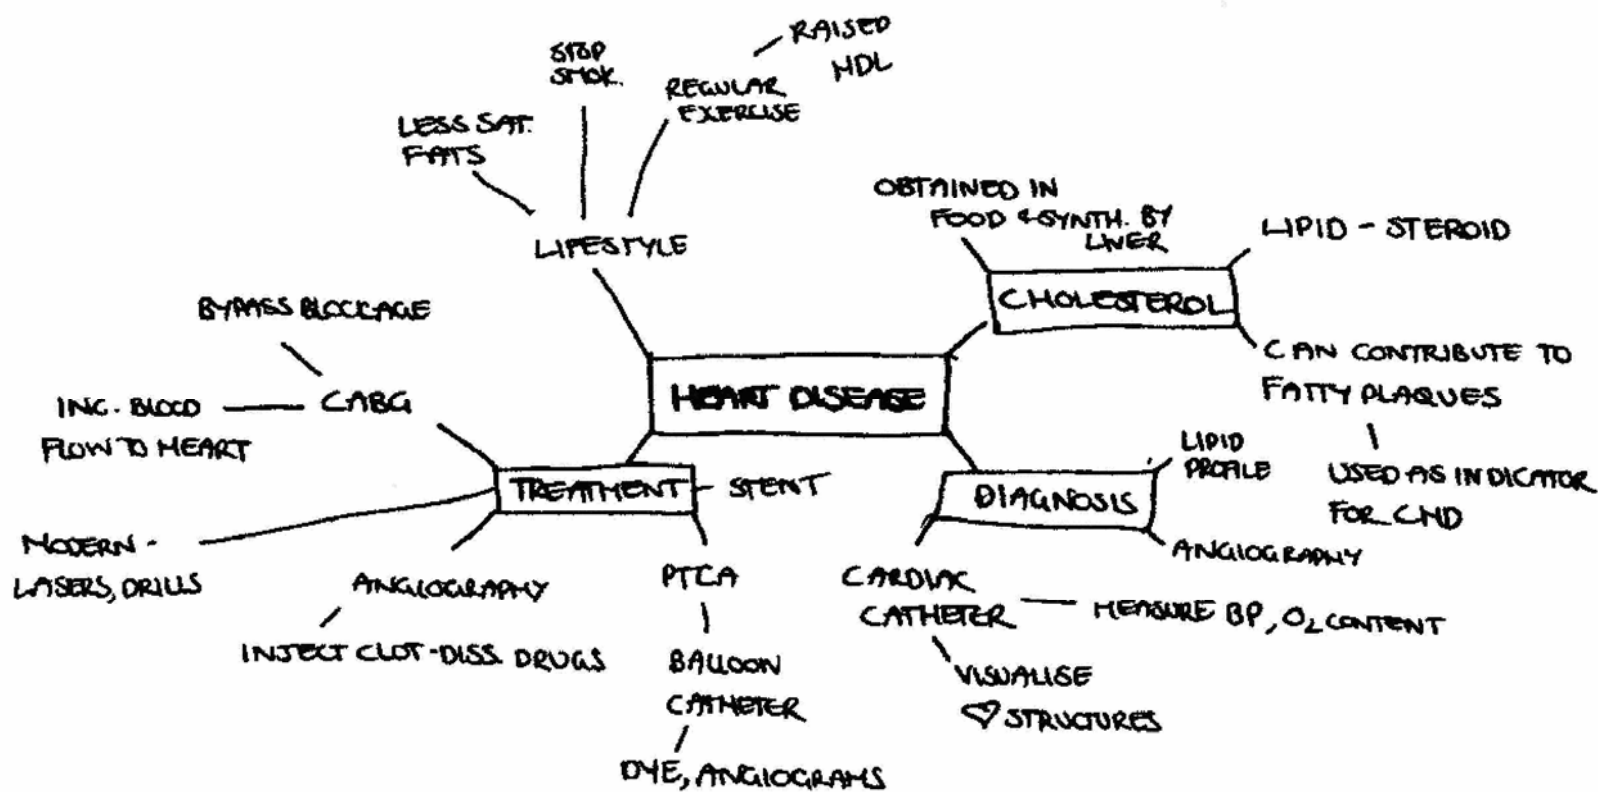 RAISED
HDL
STOP
SMOK.
REGULAR
EXERCISE
LESS SAT.
FATS
LIFESTYLE
OBTAINED IN
FOOD & SYNTH. BY
LIVER
LIPID - STEROID
CHOLESTEROL
CAN CONTRIBUTE TO
FATTY PLAQUES
USED AS INDICATOR
FOR CHD
HEART DISEASE
BYPASS BLOCKAGE
CABG
INC. BLOOD
FLOW TO HEART
TREATMENT
STENT
MODERN -
LASERS, DRILLS
ANGIOGRAPHY
INJECT CLOT-DISS. DRUGS
PTCA
BALLOON
CATHETER
DYE, ANGIOGRAMS
DIAGNOSIS
LIPID
PROFILE
ANGIOGRAPHY
CARDIAC
CATHETER
MEASURE BP, O₂ CONTENT
VISUALISE
♡ STRUCTURES